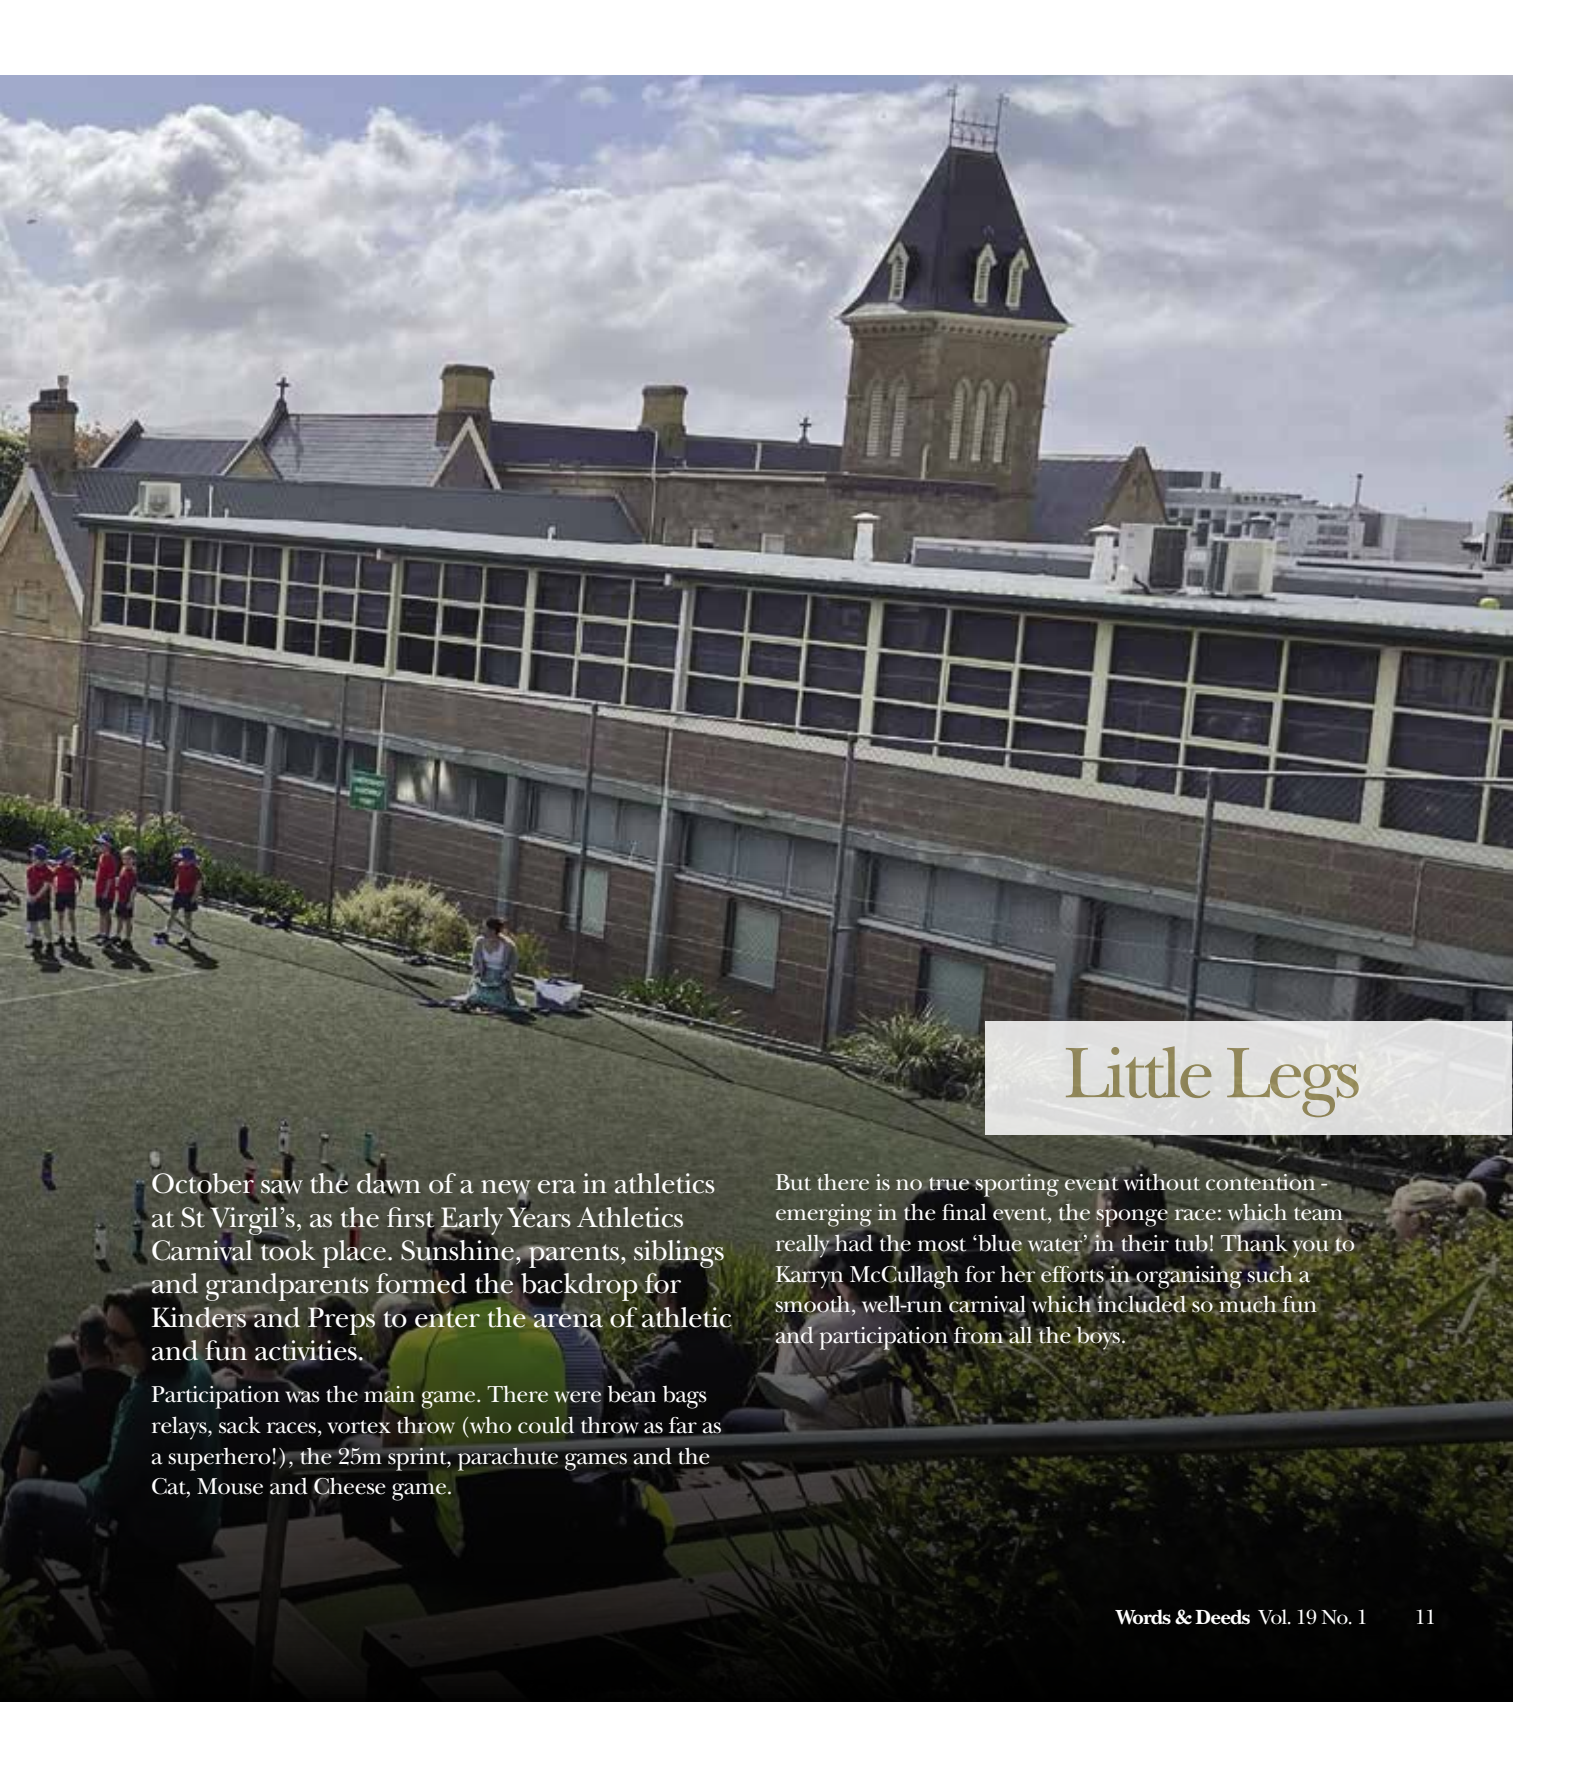 Little Legs
October saw the dawn of a new era in athletics
at St Virgil’s, as the first Early Years Athletics
Carnival took place. Sunshine, parents, siblings
and grandparents formed the backdrop for
Kinders and Preps to enter the arena of athletic
and fun activities.
Participation was the main game. There were bean bags
relays, sack races, vortex throw (who could throw as far as
a superhero!), the 25m sprint, parachute games and the
Cat, Mouse and Cheese game.
But there is no true sporting event without contention -
emerging in the final event, the sponge race: which team
really had the most ‘blue water’ in their tub! Thank you to
Karryn McCullagh for her efforts in organising such a
smooth, well-run carnival which included so much fun
and participation from all the boys.
Words & Deeds Vol. 19 No. 1 11